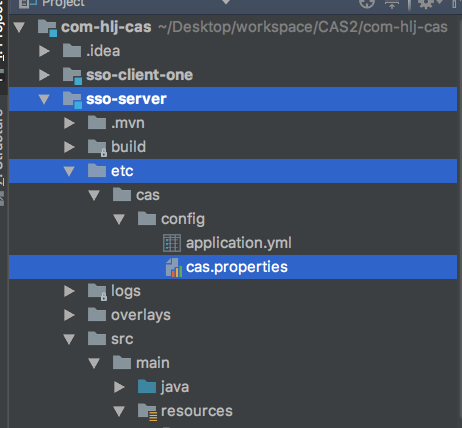 Project
com-hlj-cas ~/Desktop/workspace/CAS2/com-hlj-cas
.idea
sso-client-one
sso-server
.mvn
build
etc
cas
config
application.yml
cas.properties
logs
overlays
src
main
java
resources